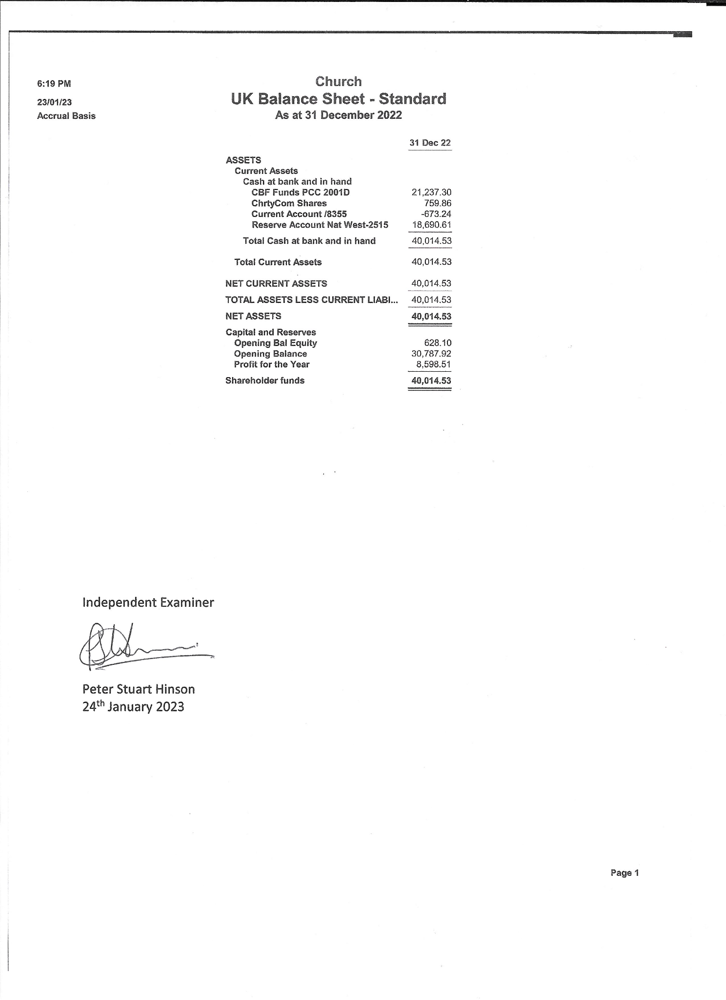 6:19 PM
23/01/23
Accrual Basis
Church
UK Balance Sheet - Standard
As at 31 December 2022
31 Dec 22
ASSETS
Current Assets
Cash at bank and in hand
CBF Funds PCC 2001D 21,237.30
ChrtyCom Shares 759.86
Current Account /8355 -673.24
Reserve Account Nat West-2515 18,690.61
Total Cash at bank and in hand 40,014.53
Total Current Assets 40,014.53
NET CURRENT ASSETS 40,014.53
TOTAL ASSETS LESS CURRENT LIABI... 40,014.53
NET ASSETS 40,014.53
Capital and Reserves
Opening Bal Equity 628.10
Opening Balance 30,787.92
Profit for the Year 8,598.51
Shareholder funds 40,014.53
Independent Examiner
Peter Stuart Hinson
24th January 2023
Page 1